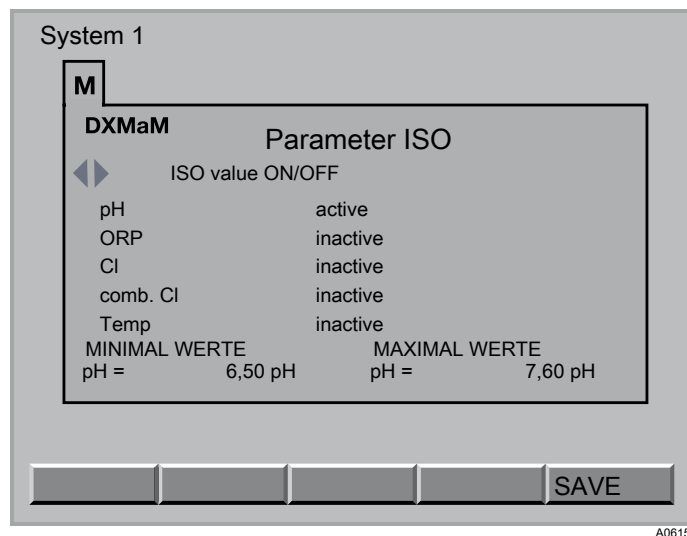 System 1
M
DXMaM
Parameter ISO
ISO value ON/OFF
pH active
ORP inactive
Cl inactive
comb. Cl inactive
Temp inactive
MINIMAL WERTE MAXIMAL WERTE
pH = 6,50 pH pH = 7,60 pH
SAVE
A0615